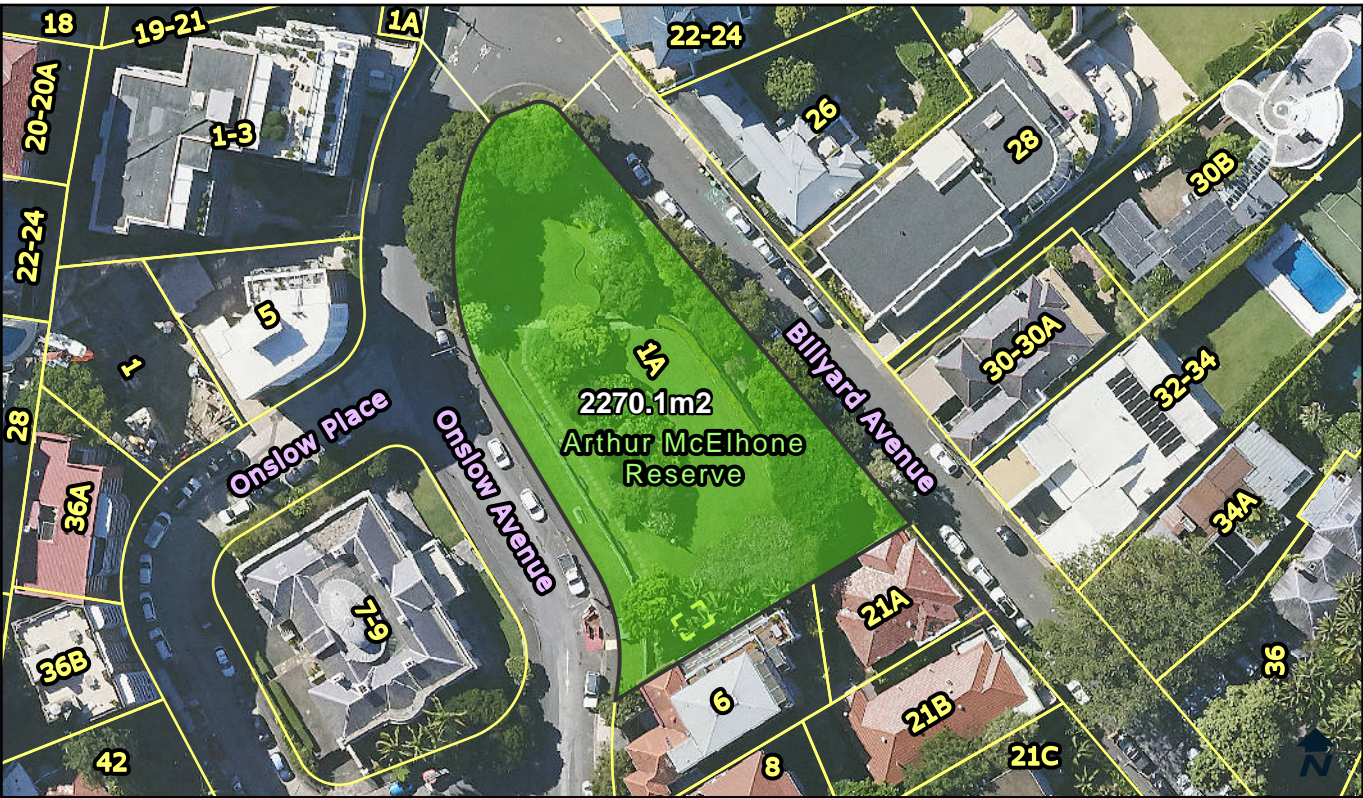 18
19-21
1A
22-24
20-20A
1-3
26
28
30B
22-24
5
1
30-30A
32-34
28
1A
2270.1m2
Arthur McElhone
Reserve
Billyard Avenue
Onslow Place
Onslow Avenue
36A
34A
7-9
21A
36B
6
21B
36
42
8
21C
N